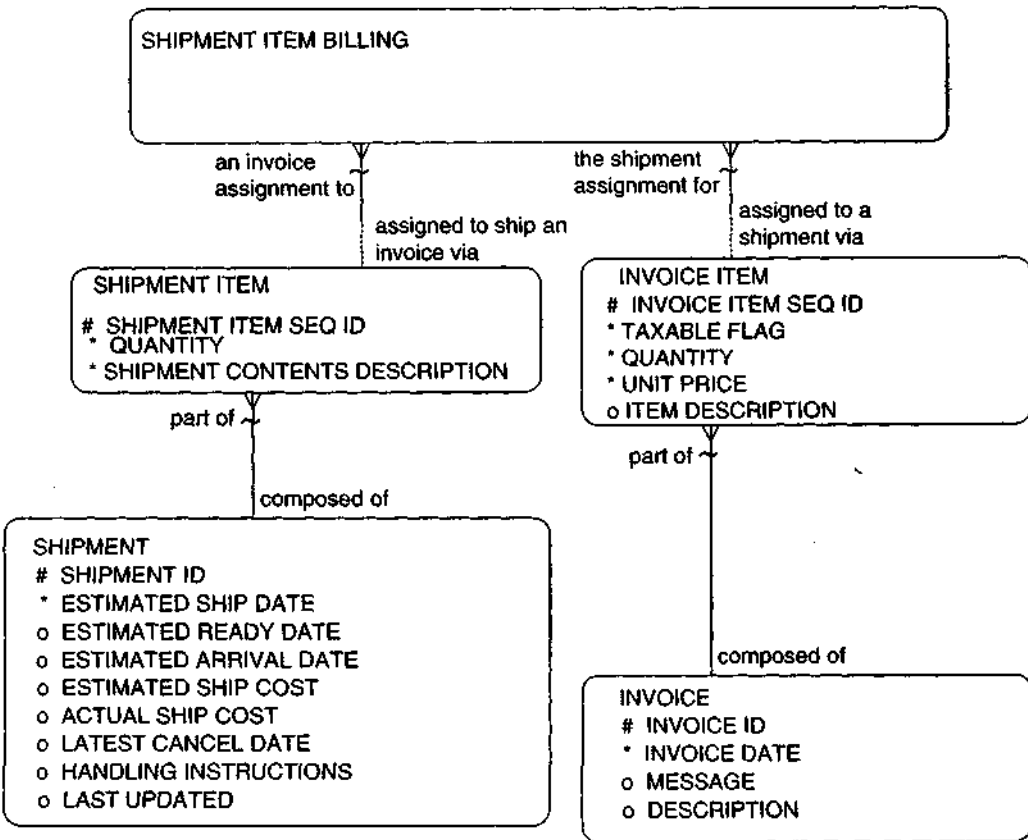 SHIPMENT ITEM BILLING
an invoice
assignment to
the shipment
assignment for
assigned to ship an
invoice via
assigned to a
shipment via
SHIPMENT ITEM
# SHIPMENT ITEM SEQ ID
* QUANTITY
* SHIPMENT CONTENTS DESCRIPTION
INVOICE ITEM
# INVOICE ITEM SEQ ID
* TAXABLE FLAG
* QUANTITY
* UNIT PRICE
o ITEM DESCRIPTION
part of
composed of
part of
composed of
SHIPMENT
# SHIPMENT ID
* ESTIMATED SHIP DATE
o ESTIMATED READY DATE
o ESTIMATED ARRIVAL DATE
o ESTIMATED SHIP COST
o ACTUAL SHIP COST
o LATEST CANCEL DATE
o HANDLING INSTRUCTIONS
o LAST UPDATED
INVOICE
# INVOICE ID
* INVOICE DATE
o MESSAGE
o DESCRIPTION